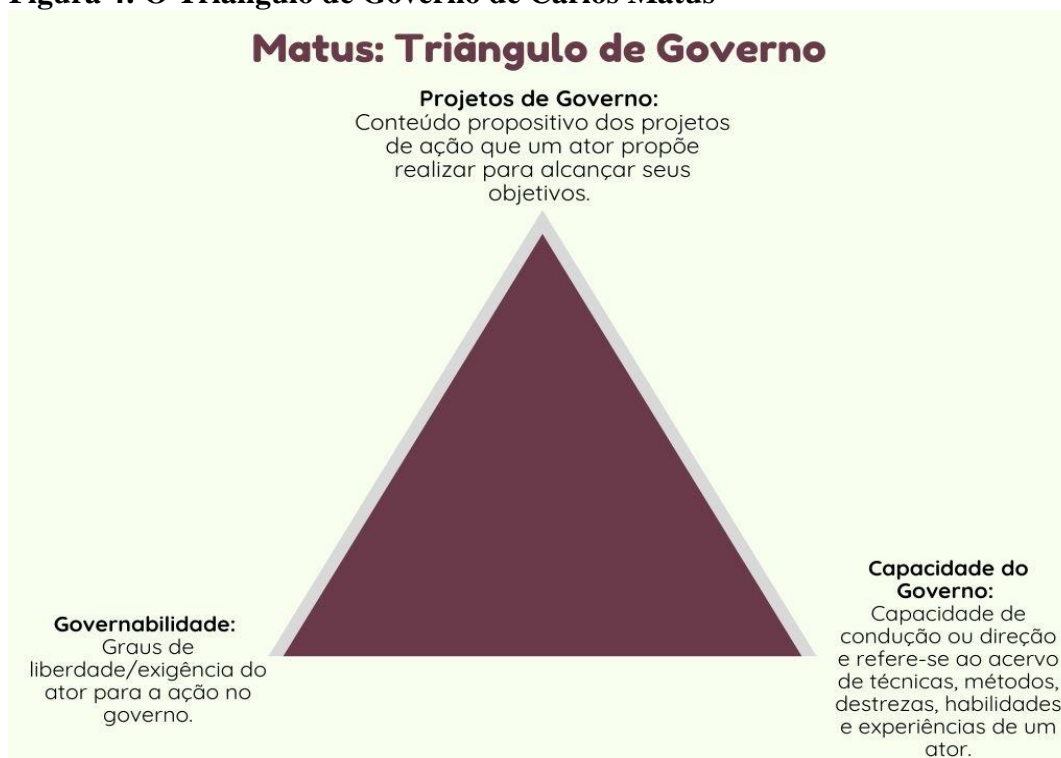 Figura 4: O Triângulo de Governo de Carlos Matus
Matus: Triângulo de Governo
Projetos de Governo:
Conteúdo propositivo dos projetos
de ação que um ator propõe
realizar para alcançar seus
objetivos.
Governabilidade:
Graus de
liberdade/exigência do
ator para a ação no
governo.
Capacidade do
Governo:
Capacidade de
condução ou direção
e refere-se ao acervo
de técnicas, métodos,
destrezas, habilidades
e experiências de um
ator.